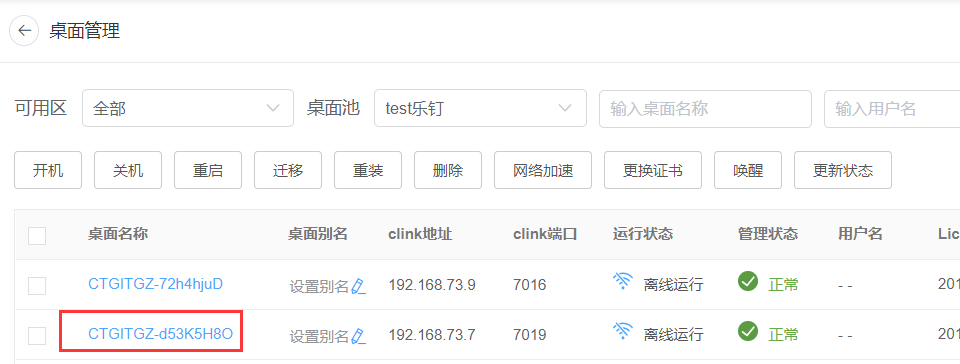 桌面管理
可用区 全部 桌面池 test乐钉 输入桌面名称 输入用户名
开机 关机 重启 迁移 重装 删除 网络加速 更换证书 唤醒 更新状态
桌面名称 桌面别名 clink地址 clink端口 运行状态 管理状态 用户名 Lic
CTGITGZ-72h4hjuD 设置别名 192.168.73.9 7016 离线运行 正常 - - 201
CTGITGZ-d53K5H8O 设置别名 192.168.73.7 7019 离线运行 正常 - - 201